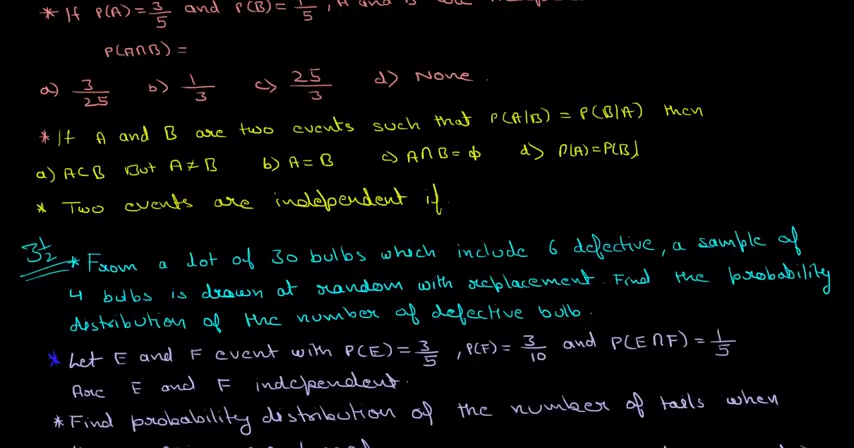 * If P(A) = 3/5 and P(B) = 1/5, A and B are
P(A∩B) =
a) 3/25 b) 1/3 c) 25/3 d) None.
* If A and B are two events such that P(A|B) = P(B|A) then
a) A⊂B But A≠B b) A = B c) A∩B = ϕ d) P(A) = P(B)
* Two events are independent if.
3 1/2 * From a lot of 30 bulbs which include 6 defective, a sample of
4 bulbs is drawn at random with replacement. Find the probability
distribution of the number of defective bulb.
* Let E and F event with P(E) = 3/5, P(F) = 3/10 and P(E∩F) = 1/5
Are E and F independent.
* Find probability distribution of the number of tails when